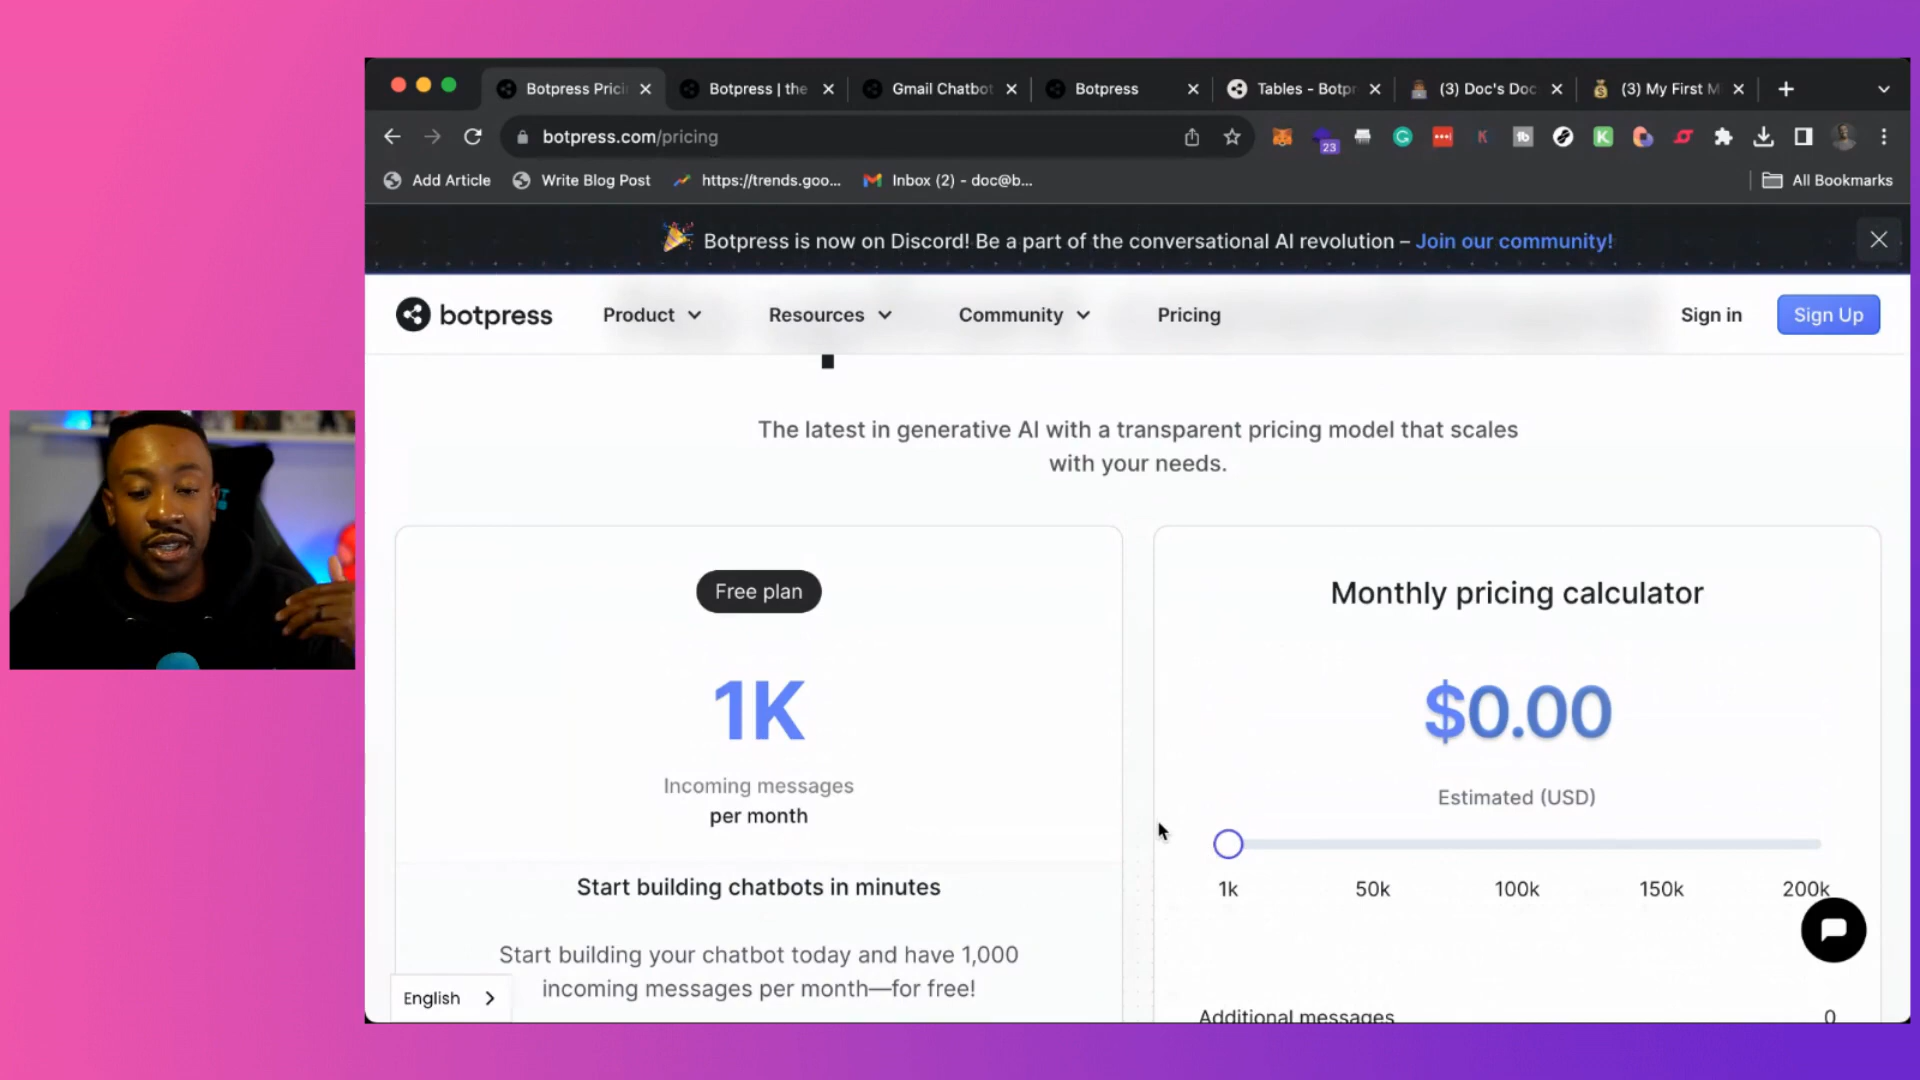 Botpress Prici
Botpress | the
Gmail Chatbot
Botpress
Tables - Botpr
(3) Doc's Doc
(3) My First M
botpress.com/pricing
23
Add Article
Write Blog Post
https://trends.goo...
Inbox (2) - doc@b...
All Bookmarks
Botpress is now on Discord! Be a part of the conversational AI revolution – Join our community!
botpress
Product
Resources
Community
Pricing
Sign in
Sign Up
The latest in generative AI with a transparent pricing model that scales
with your needs.
Free plan
1K
Incoming messages
per month
Start building chatbots in minutes
Start building your chatbot today and have 1,000
incoming messages per month—for free!
English
Monthly pricing calculator
$0.00
Estimated (USD)
1k 50k 100k 150k 200k
Additional messages 0